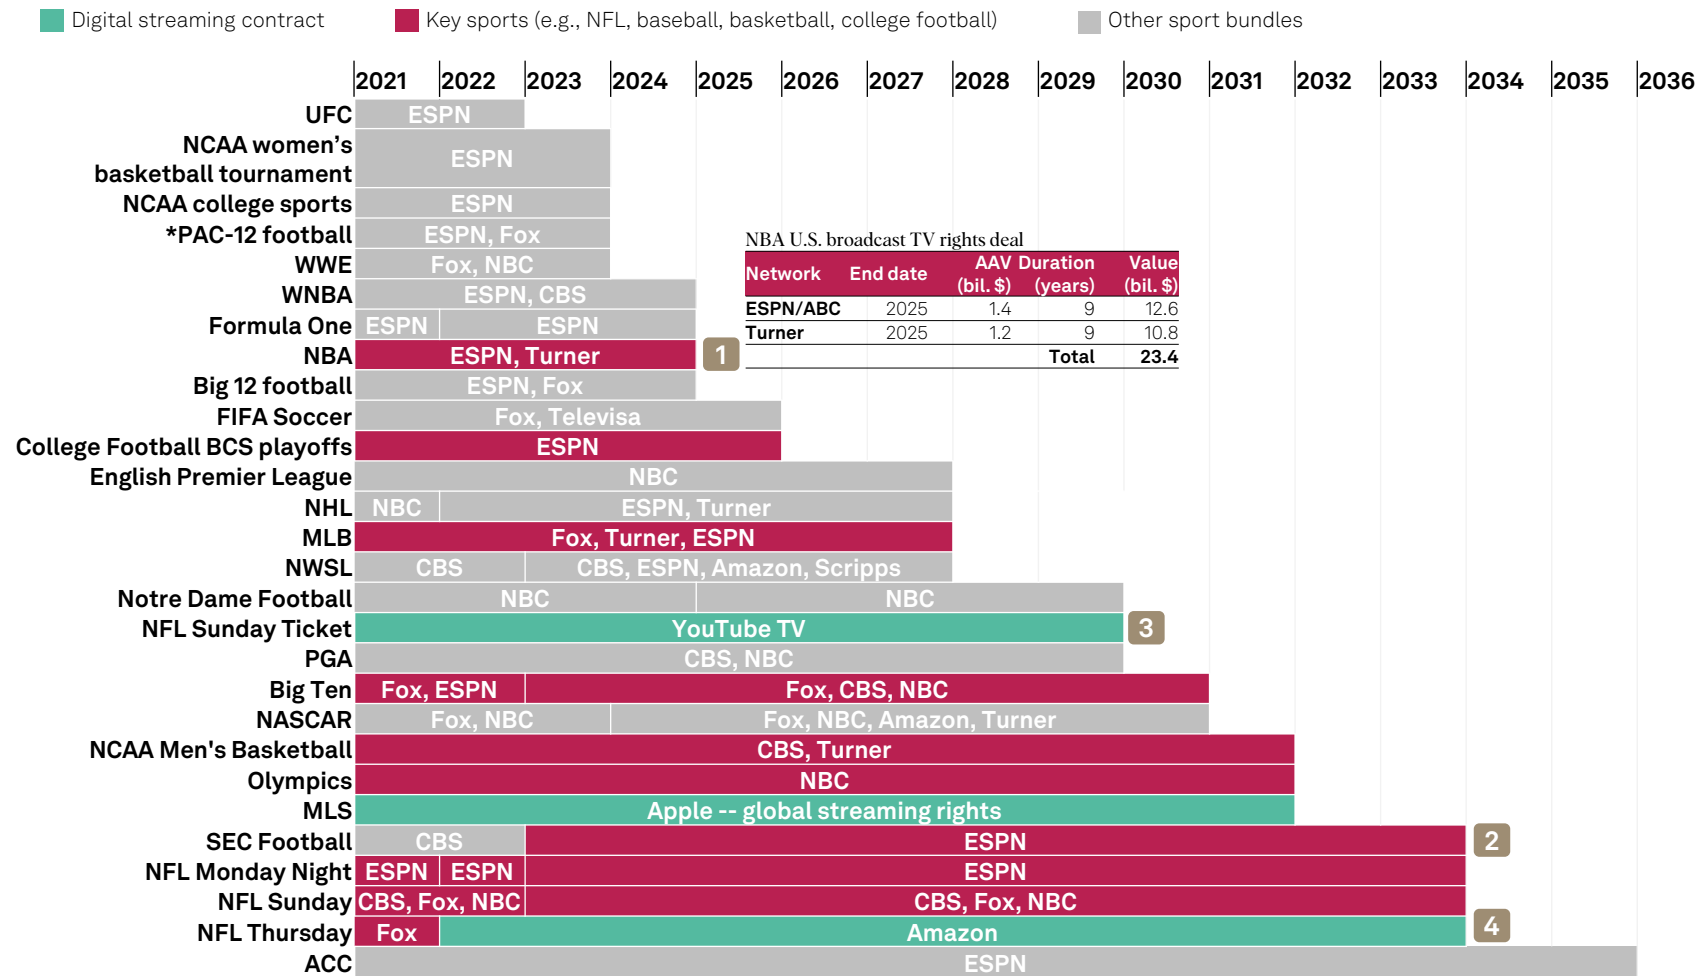 Digital streaming contract Key sports (e.g., NFL, baseball, basketball, college football) Other sport bundles
2021 2022 2023 2024 2025 2026 2027 2028 2029 2030 2031 2032 2033 2034 2035 2036
UFC ESPN
NCAA women’s
basketball tournament ESPN
NCAA college sports ESPN
*PAC-12 football ESPN, Fox
WWE Fox, NBC
WNBA ESPN, CBS
Formula One ESPN ESPN
NBA ESPN, Turner 1
NBA U.S. broadcast TV rights deal
Network End date AAV (bil. $) Duration (years) Value (bil. $)
ESPN/ABC 2025 1.4 9 12.6
Turner 2025 1.2 9 10.8
Total 23.4
Big 12 football ESPN, Fox
FIFA Soccer Fox, Televisa
College Football BCS playoffs ESPN
English Premier League NBC
NHL NBC ESPN, Turner
MLB Fox, Turner, ESPN
NWSL CBS CBS, ESPN, Amazon, Scripps
Notre Dame Football NBC NBC
NFL Sunday Ticket YouTube TV 3
PGA CBS, NBC
Big Ten Fox, ESPN Fox, CBS, NBC
NASCAR Fox, NBC Fox, NBC, Amazon, Turner
NCAA Men's Basketball CBS, Turner
Olympics NBC
MLS Apple -- global streaming rights
SEC Football CBS ESPN 2
NFL Monday Night ESPN ESPN ESPN
NFL Sunday CBS, Fox, NBC CBS, Fox, NBC
NFL Thursday Fox Amazon 4
ACC ESPN